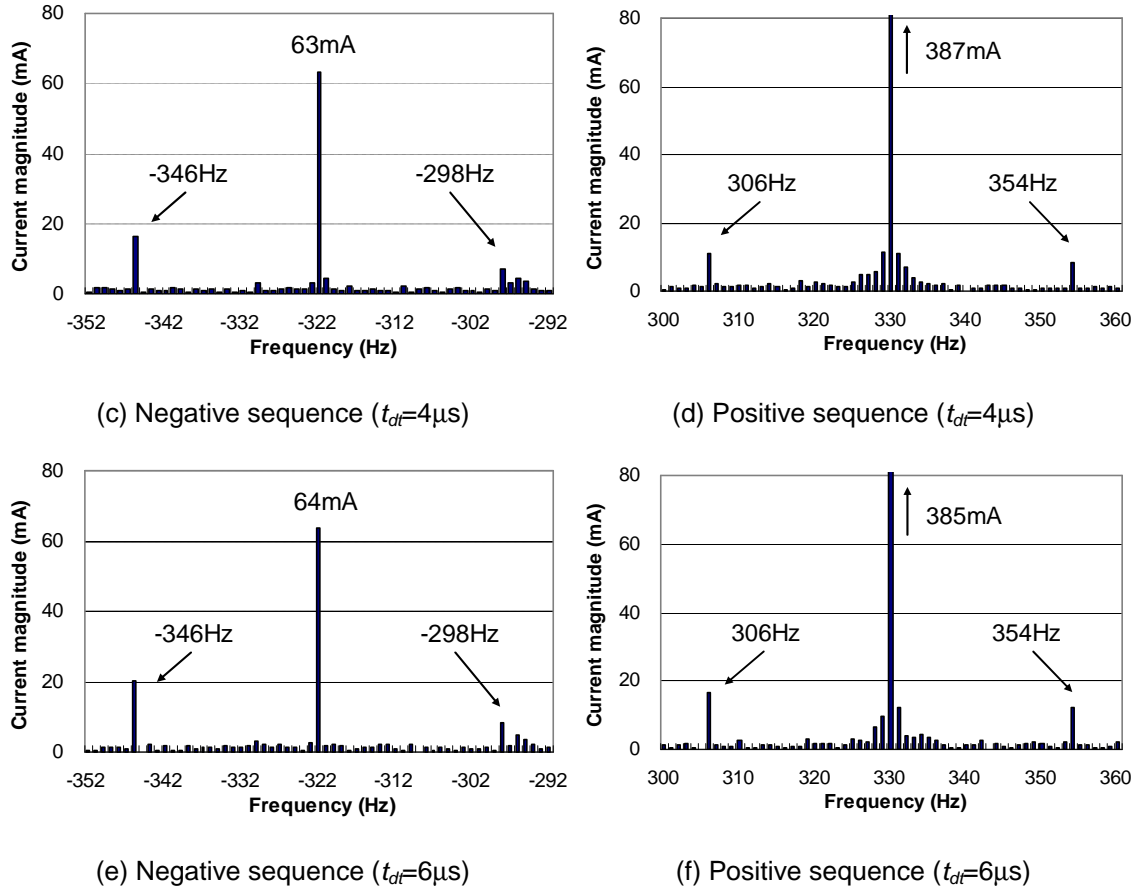 80
60
40
20
0
Current magnitude (mA)
63mA
-346Hz
-298Hz
-352 -342 -332 -322 -312 -302 -292
Frequency (Hz)
(c) Negative sequence (t_dt=4μs)
80
60
40
20
0
Current magnitude (mA)
387mA
306Hz
354Hz
300 310 320 330 340 350 360
Frequency (Hz)
(d) Positive sequence (t_dt=4μs)
80
60
40
20
0
Current magnitude (mA)
64mA
-346Hz
-298Hz
-352 -342 -332 -322 -312 -302 -292
Frequency (Hz)
(e) Negative sequence (t_dt=6μs)
80
60
40
20
0
Current magnitude (mA)
385mA
306Hz
354Hz
300 310 320 330 340 350 360
Frequency (Hz)
(f) Positive sequence (t_dt=6μs)